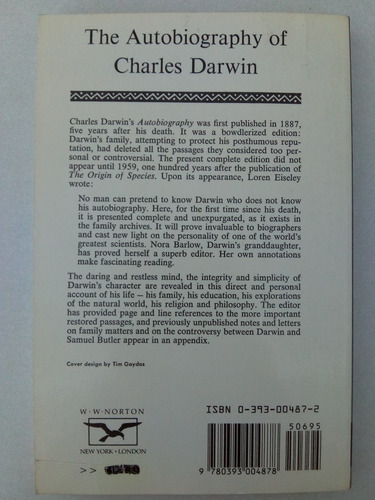 The Autobiography of
Charles Darwin
Charles Darwin's Autobiography was first published in 1887,
five years after his death. It was a bowdlerized edition:
Darwin's family, attempting to protect his posthumous repu-
tation, had deleted all the passages they considered too per-
sonal or controversial. The present complete edition did not
appear until 1959, one hundred years after the publication of
The Origin of Species. Upon its appearance, Loren Eiseley
wrote:
No man can pretend to know Darwin who does not know
his autobiography. Here, for the first time since his death,
it is presented complete and unexpurgated, as it exists in
the family archives. It will prove invaluable to biographers
and cast new light on the personality of one of the world's
greatest scientists. Nora Barlow, Darwin's granddaughter,
has proved herself a superb editor. Her own annotations
make fascinating reading.
The daring and restless mind, the integrity and simplicity
of Darwin's character are revealed in this direct and personal
account of his life – his family, his education, his explorations
of the natural world, his religion and philosophy. The editor
has provided page and line references to the more important
restored passages, and previously unpublished notes and letters
on family matters and on the controversy between Darwin and
Samuel Butler appear in an appendix.
Cover design by Tim Gaydos
W·W·NORTON
NEW YORK·LONDON
>>
ISBN 0-393-00487-2
50695
9 780393 004878